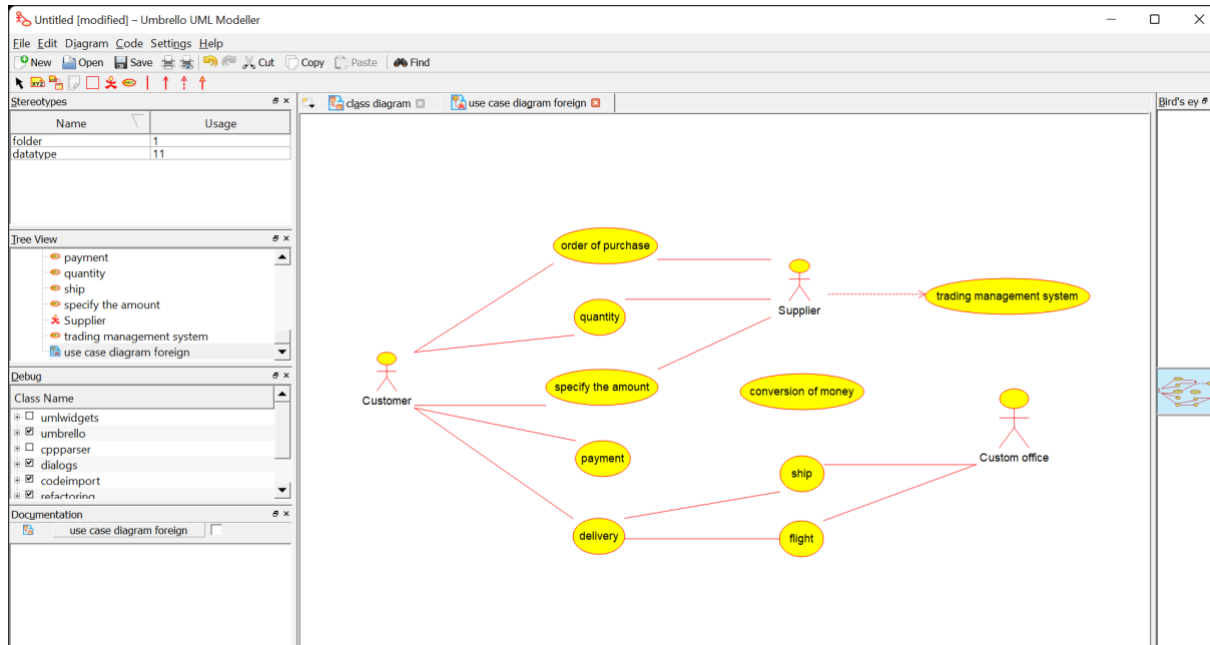 Untitled [modified] – Umbrello UML Modeller
File Edit Diagram Code Settings Help
New Open Save Cut Copy Paste Find
XYZ
Stereotypes
Name Usage
folder 1
datatype 11
Tree View
payment
quantity
ship
specify the amount
Supplier
trading management system
use case diagram foreign
Debug
Class Name
umlwidgets
umbrello
cppparser
dialogs
codeimport
refactoring
Documentation
use case diagram foreign
class diagram
use case diagram foreign
Bird's ey
order of purchase
Supplier
trading management system
quantity
Customer
specify the amount
conversion of money
Custom office
payment
ship
delivery
flight